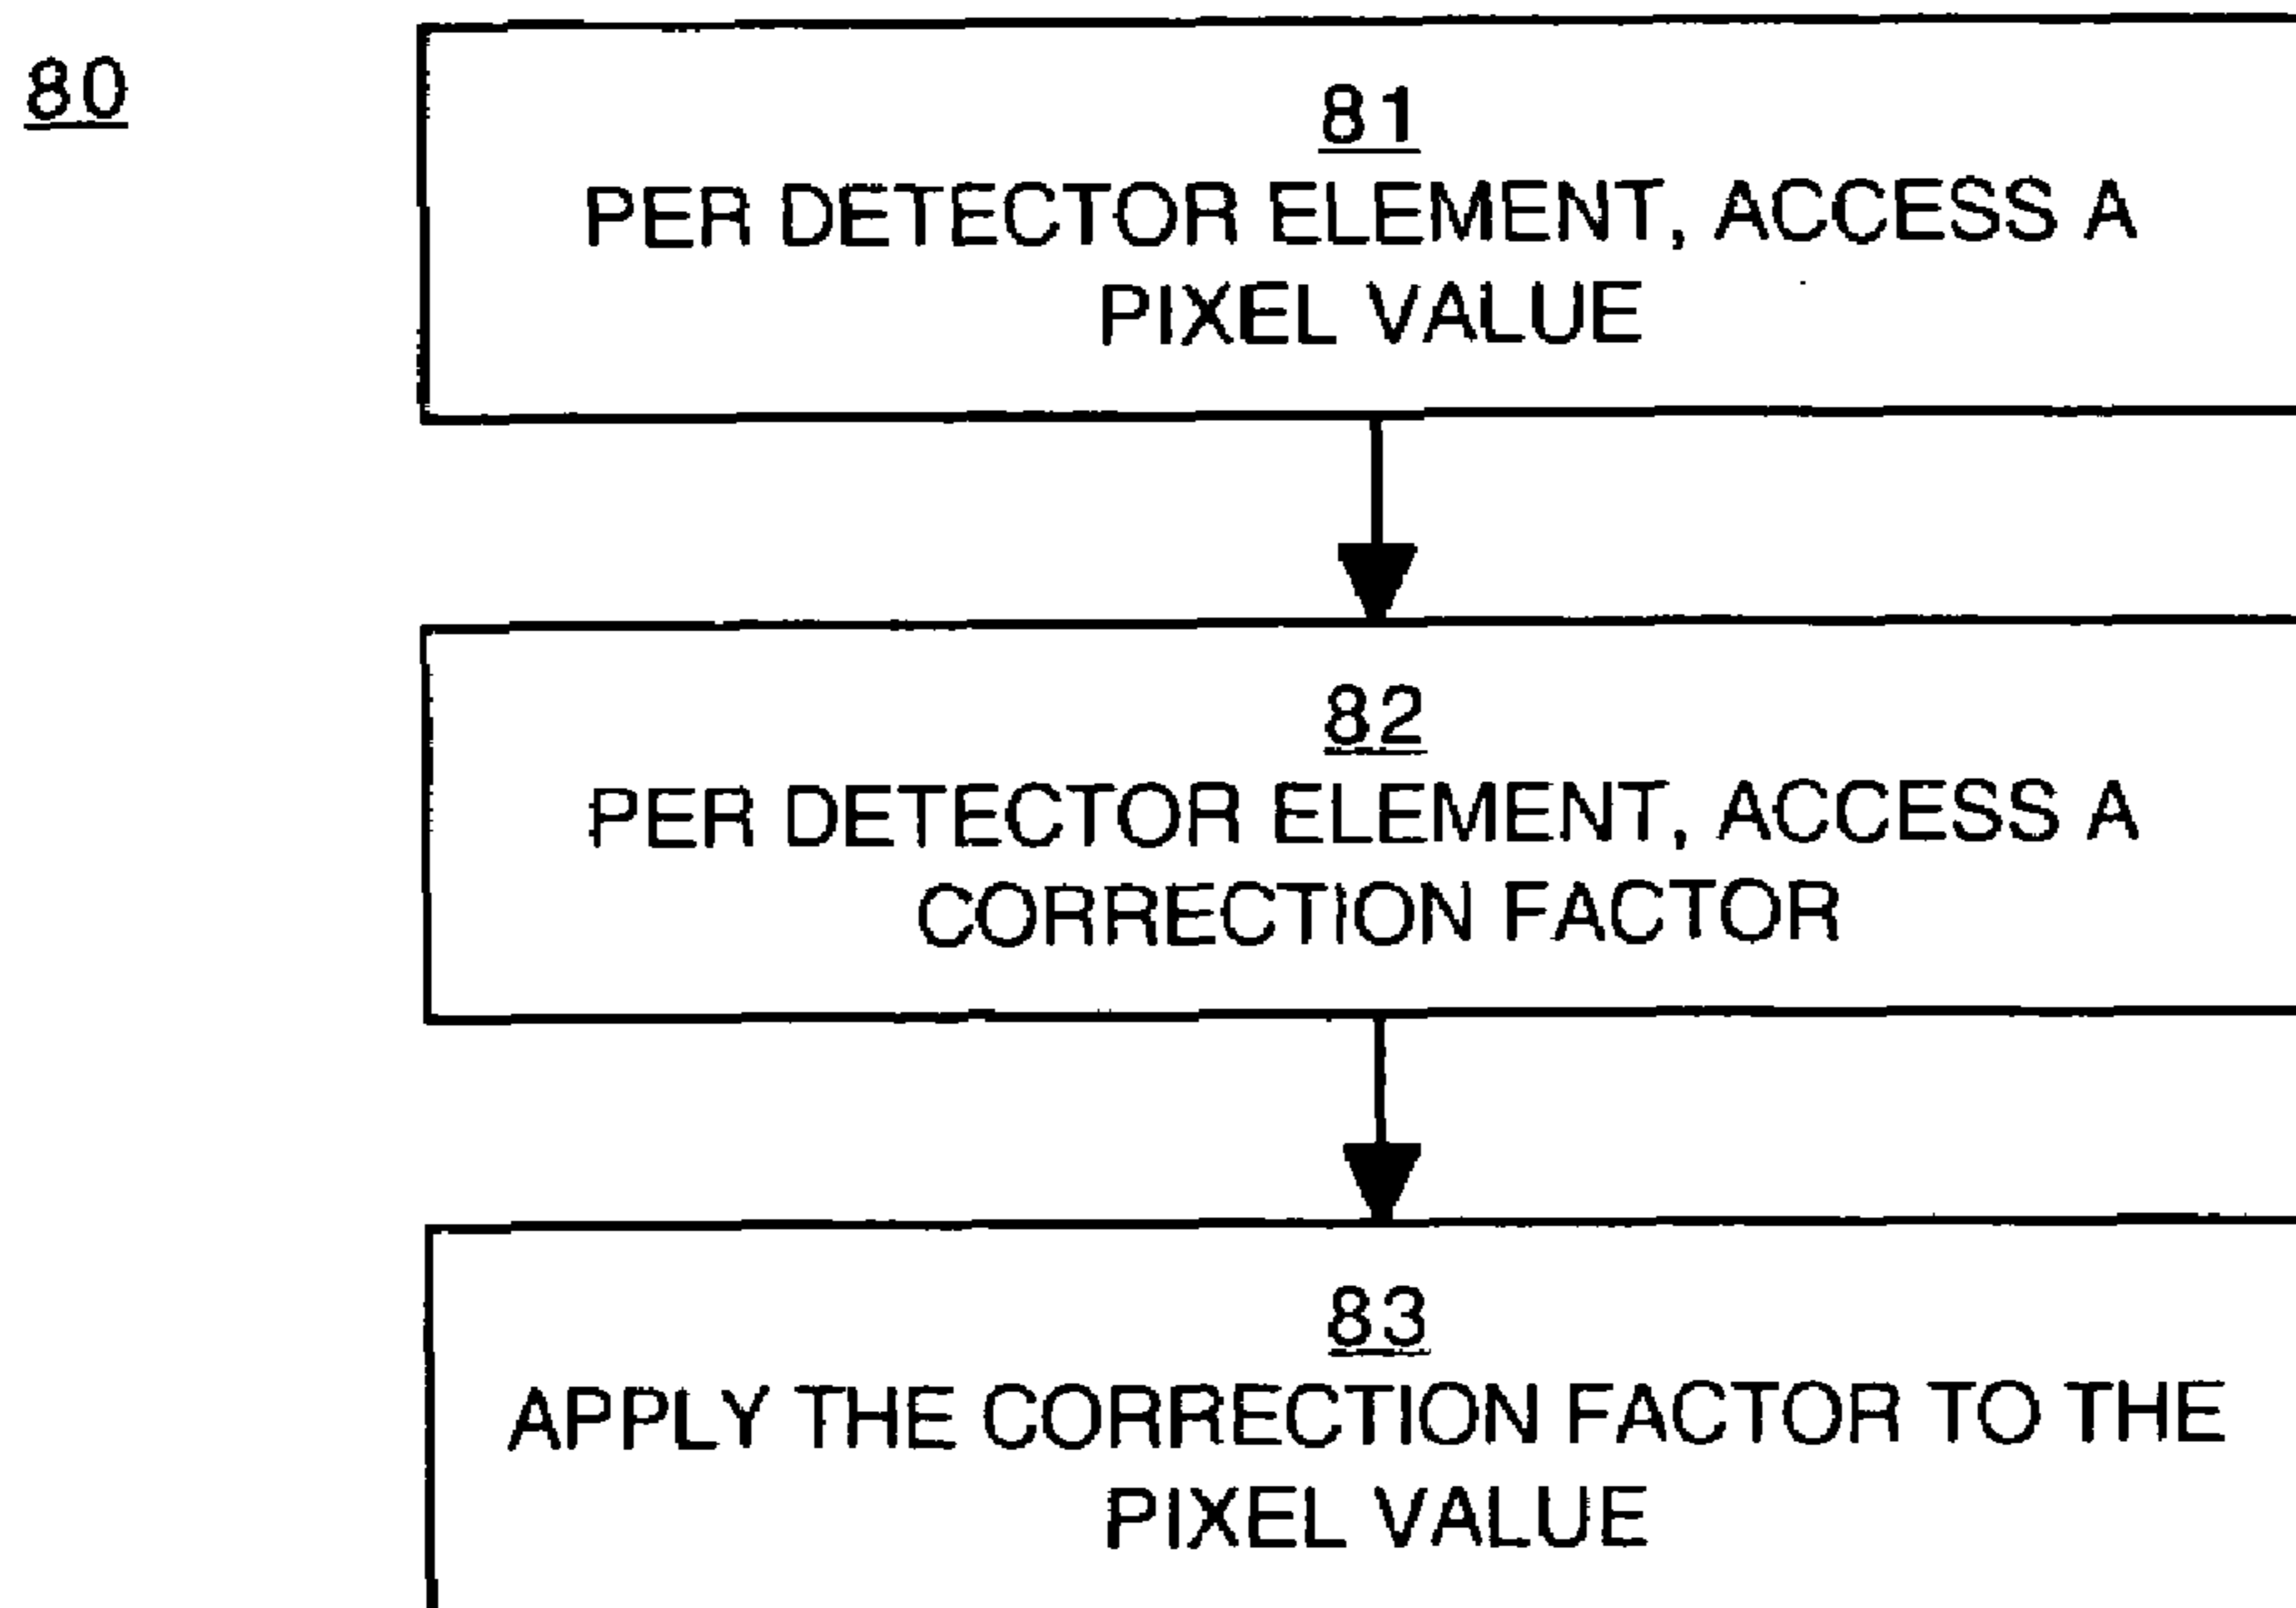 80
81
PER DETECTOR ELEMENT, ACCESS A
PIXEL VALUE
82
PER DETECTOR ELEMENT, ACCESS A
CORRECTION FACTOR
83
APPLY THE CORRECTION FACTOR TO THE
PIXEL VALUE